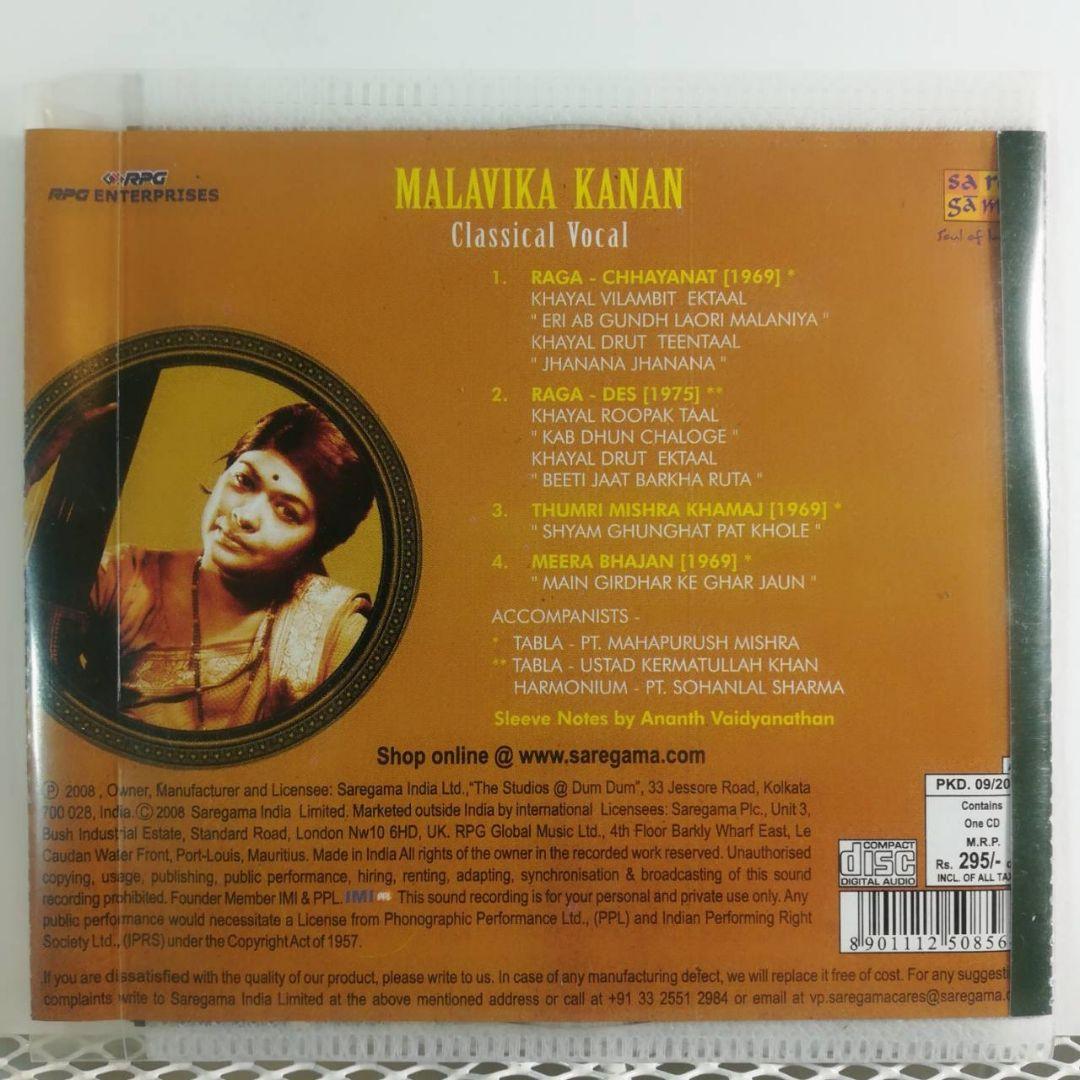 RPG
RPG ENTERPRISES
MALAVIKA KANAN
Classical Vocal
sa
gam
Soul of
1. RAGA - CHHAYANAT [1969] *
KHAYAL VILAMBIT EKTAAL
" ERI AB GUNDH LAORI MALANIYA "
KHAYAL DRUT TEENTAAL
" JHANANA JHANANA "
2. RAGA - DES [1975] **
KHAYAL ROOPAK TAAL
" KAB DHUN CHALOGE "
KHAYAL DRUT EKTAAL
" BEETI JAAT BARKHA RUTA "
3. THUMRI MISHRA KHAMAJ [1969] *
" SHYAM GHUNGHAT PAT KHOLE "
4. MEERA BHAJAN [1969] *
" MAIN GIRDHAR KE GHAR JAUN "
ACCOMPANISTS -
* TABLA - PT. MAHAPURUSH MISHRA
** TABLA - USTAD KERMATULLAH KHAN
HARMONIUM - PT. SOHANLAL SHARMA
Sleeve Notes by Ananth Vaidyanathan
Shop online @ www.saregama.com
℗ 2008 , Owner, Manufacturer and Licensee: Saregama India Ltd.,"The Studios @ Dum Dum", 33 Jessore Road, Kolkata
700 028, India. © 2008 Saregama India Limited. Marketed outside India by international Licensees: Saregama Plc., Unit 3,
Bush Industrial Estate, Standard Road, London Nw10 6HD, UK. RPG Global Music Ltd., 4th Floor Barkly Wharf East, Le
Caudan Water Front, Port-Louis, Mauritius. Made in India All rights of the owner in the recorded work reserved. Unauthorised
copying, usage, publishing, public performance, hiring, renting, adapting, synchronisation & broadcasting of this sound
recording prohibited. Founder Member IMI & PPL. IMI This sound recording is for your personal and private use only. Any
public performance would necessitate a License from Phonographic Performance Ltd., (PPL) and Indian Performing Right
Society Ltd., (IPRS) under the Copyright Act of 1957.
PKD. 09/20
Contains
One CD
M.R.P.
Rs. 295/-
INCL. OF ALL TAX
COMPACT
disc
DIGITAL AUDIO
8 901112 50856
If you are dissatisfied with the quality of our product, please write to us. In case of any manufacturing defect, we will replace it free of cost. For any suggesti
complaints write to Saregama India Limited at the above mentioned address or call at +91 33 2551 2984 or email at vp.saregamacares@saregama.